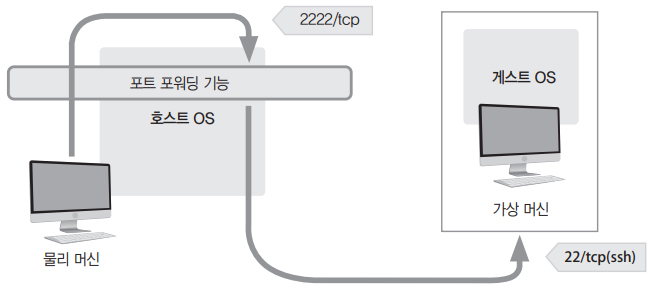 2222/tcp
포트 포워딩 기능
호스트 OS
물리 머신
게스트 OS
가상 머신
22/tcp(ssh)